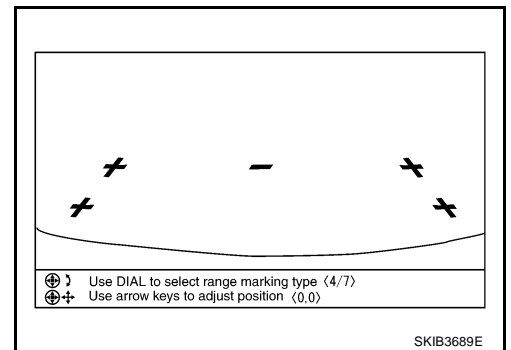 Use DIAL to select range marking type 〈4/7〉
Use arrow keys to adjust position 〈0,0〉
SKIB3689E